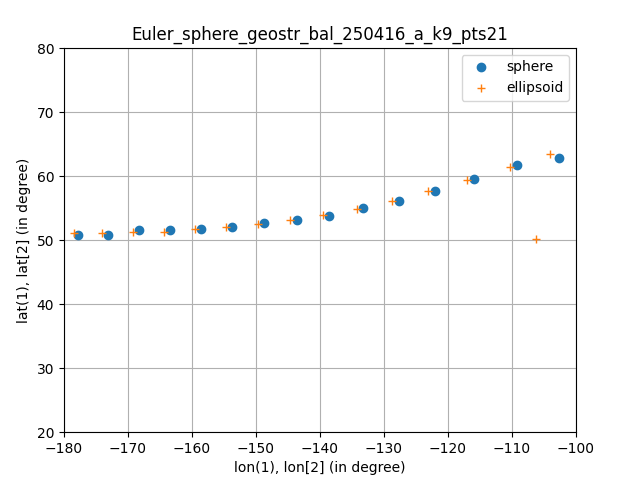 Euler_sphere_geostr_bal_250416_a_k9_pts21
sphere
ellipsoid
lat(1), lat[2] (in degree)
80
70
60
50
40
30
20
−180 −170 −160 −150 −140 −130 −120 −110 −100
lon(1), lon[2] (in degree)